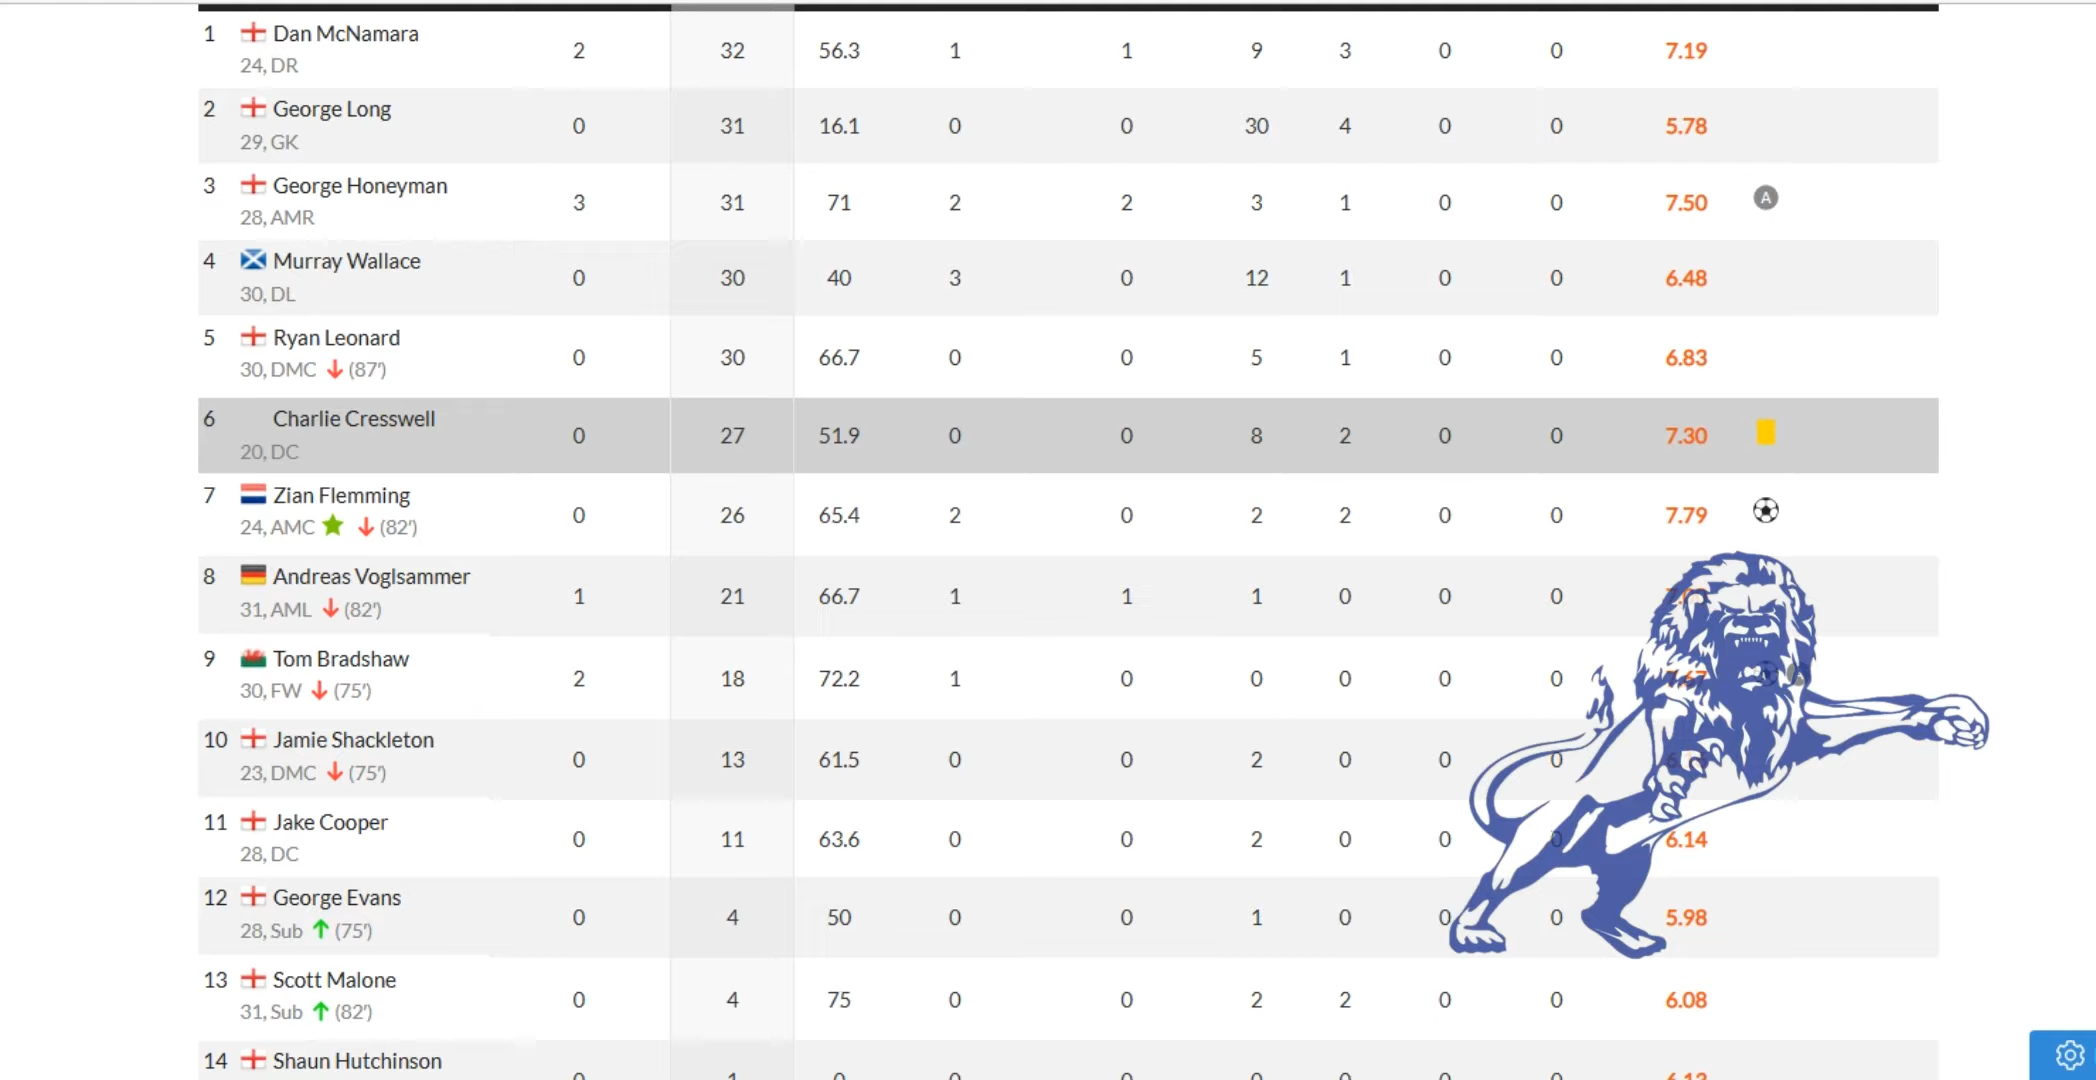 1 Dan McNamara 2 32 56.3 1 1 9 3 0 0 7.19
24, DR
2 George Long 0 31 16.1 0 0 30 4 0 0 5.78
29, GK
3 George Honeyman 3 31 71 2 2 3 1 0 0 7.50 A
28, AMR
4 Murray Wallace 0 30 40 3 0 12 1 0 0 6.48
30, DL
5 Ryan Leonard 0 30 66.7 0 0 5 1 0 0 6.83
30, DMC (87')
6 Charlie Cresswell 0 27 51.9 0 0 8 2 0 0 7.30
20, DC
7 Zian Flemming 0 26 65.4 2 0 2 2 0 0 7.79
24, AMC (82')
8 Andreas Voglsammer 1 21 66.7 1 1 1 0 0 0
31, AML (82')
9 Tom Bradshaw 2 18 72.2 1 0 0 0 0 0
30, FW (75')
10 Jamie Shackleton 0 13 61.5 0 0 2 0 0 0
23, DMC (75')
11 Jake Cooper 0 11 63.6 0 0 2 0 0 0 6.14
28, DC
12 George Evans 0 4 50 0 0 1 0 0 0 5.98
28, Sub (75')
13 Scott Malone 0 4 75 0 0 2 2 0 0 6.08
31, Sub (82')
14 Shaun Hutchinson